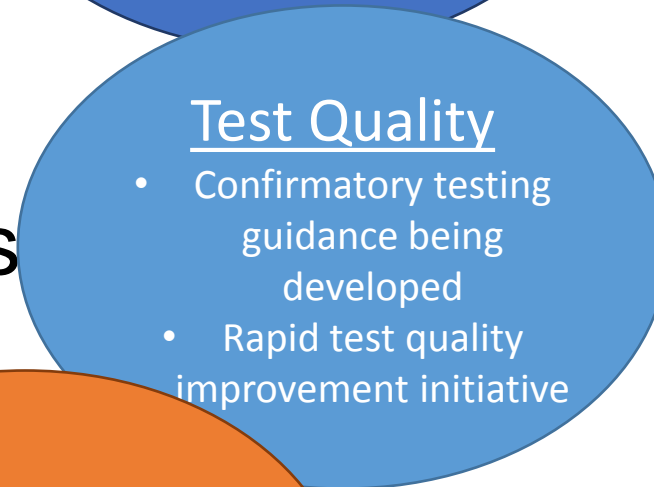 Test Quality
• Confirmatory testing
guidance being
developed
s
• Rapid test quality
improvement initiative